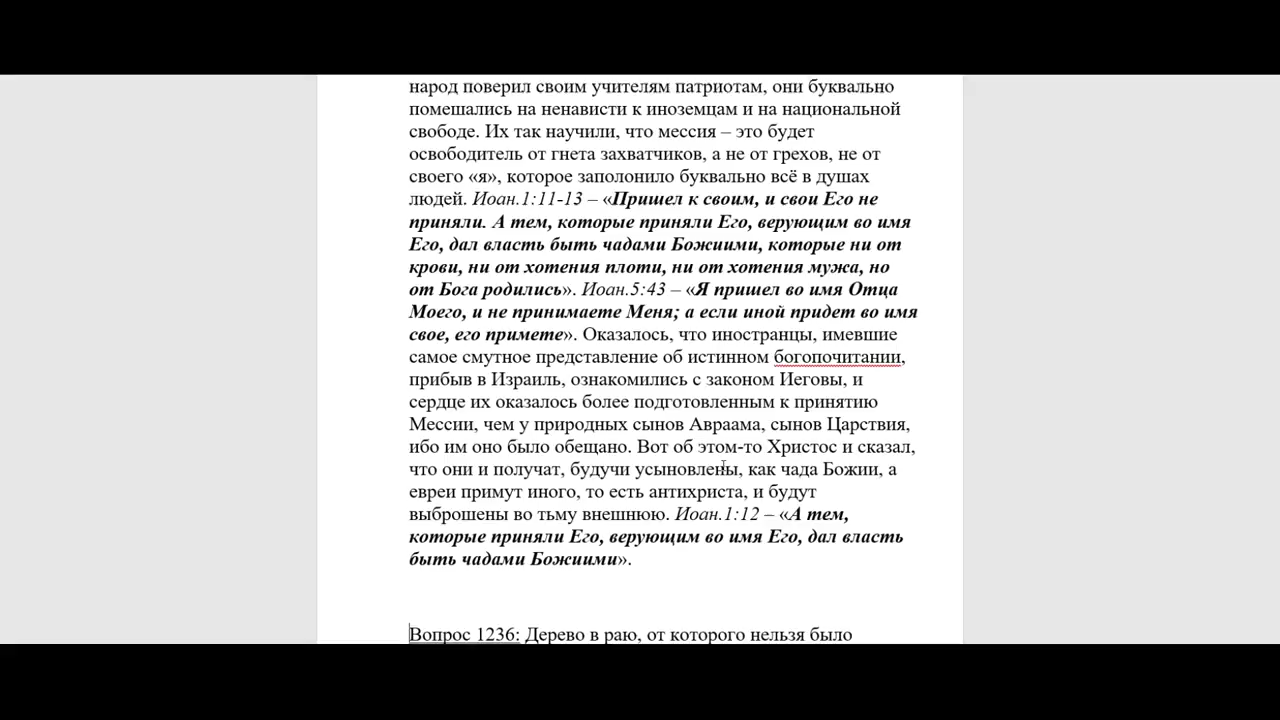 народ поверил своим учителям патриотам, они буквально
помешались на ненависти к иноземцам и на национальной
свободе. Их так научили, что мессия – это будет
освободитель от гнета захватчиков, а не от грехов, не от
своего «я», которое заполонило буквально всё в душах
людей. Иоан.1:11-13 – «Пришел к своим, и свои Его не
приняли. А тем, которые приняли Его, верующим во имя
Его, дал власть быть чадами Божиими, которые ни от
крови, ни от хотения плоти, ни от хотения мужа, но
от Бога родились». Иоан.5:43 – «Я пришел во имя Отца
Моего, и не принимаете Меня; а если иной придет во имя
свое, его примете». Оказалось, что иностранцы, имевшие
самое смутное представление об истинном богопочитании,
прибыв в Израиль, ознакомились с законом Иеговы, и
сердце их оказалось более подготовленным к принятию
Мессии, чем у природных сынов Авраама, сынов Царствия,
ибо им оно было обещано. Вот об этом-то Христос и сказал,
что они и получат, будучи усыновлены, как чада Божии, а
евреи примут иного, то есть антихриста, и будут
выброшены во тьму внешнюю. Иоан.1:12 – «А тем,
которые приняли Его, верующим во имя Его, дал власть
быть чадами Божиими».
Вопрос 1236: Дерево в раю, от которого нельзя было